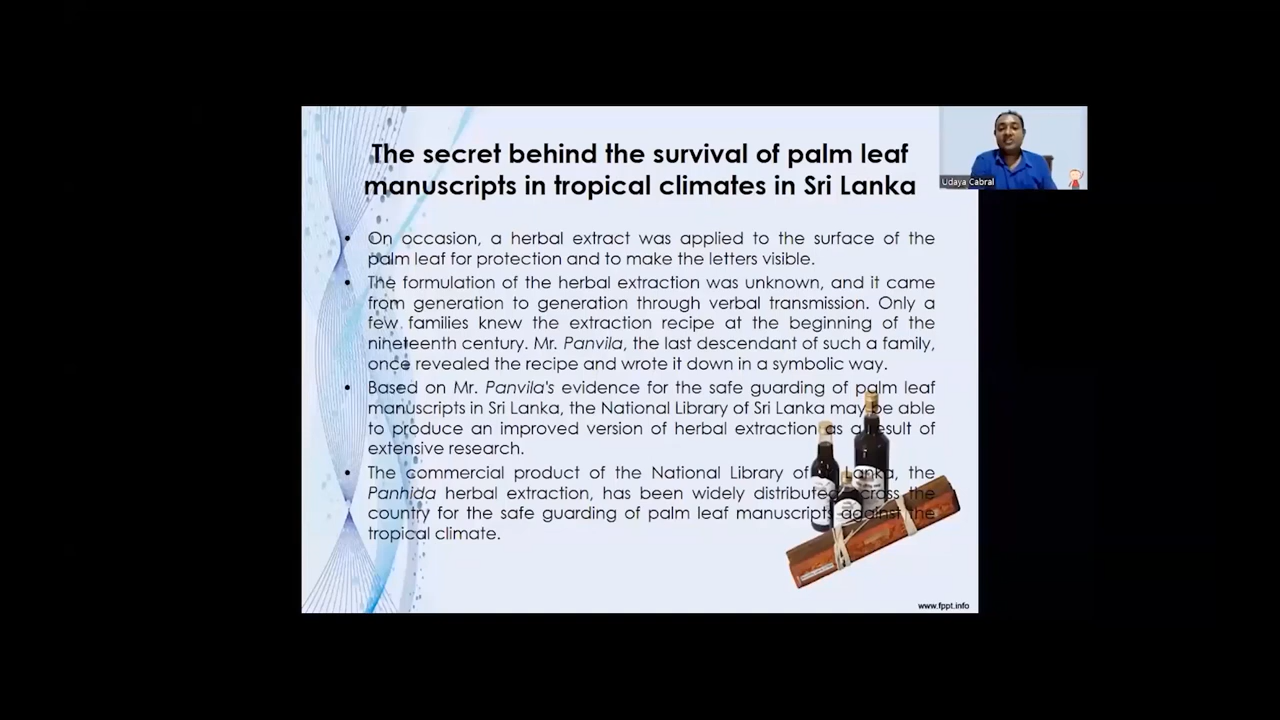 The secret behind the survival of palm leaf
manuscripts in tropical climates in Sri Lanka
Udaya Cabral
• On occasion, a herbal extract was applied to the surface of the
palm leaf for protection and to make the letters visible.
• The formulation of the herbal extraction was unknown, and it came
from generation to generation through verbal transmission. Only a
few families knew the extraction recipe at the beginning of the
nineteenth century. Mr. Panvila, the last descendant of such a family,
once revealed the recipe and wrote it down in a symbolic way.
• Based on Mr. Panvila's evidence for the safe guarding of palm leaf
manuscripts in Sri Lanka, the National Library of Sri Lanka may be able
to produce an improved version of herbal extraction as a result of
extensive research.
• The commercial product of the National Library of Lanka, the
Panhida herbal extraction, has been widely distributed across the
country for the safe guarding of palm leaf manuscripts against the
tropical climate.
www.fppt.info